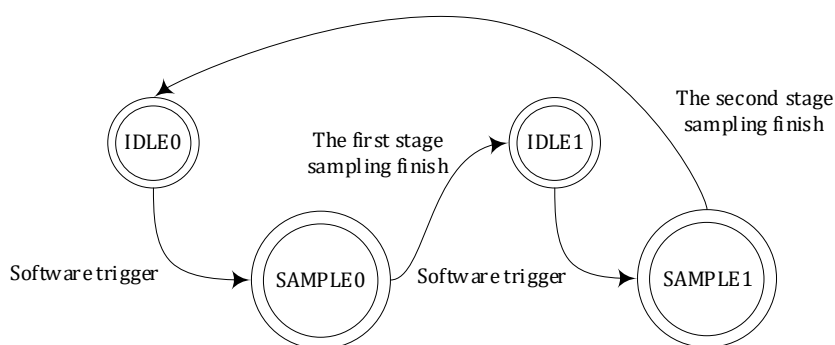 The second stage
sampling finish
IDLE0
The first stage
sampling finish
IDLE1
Software trigger
SAMPLE0
Software trigger
SAMPLE1